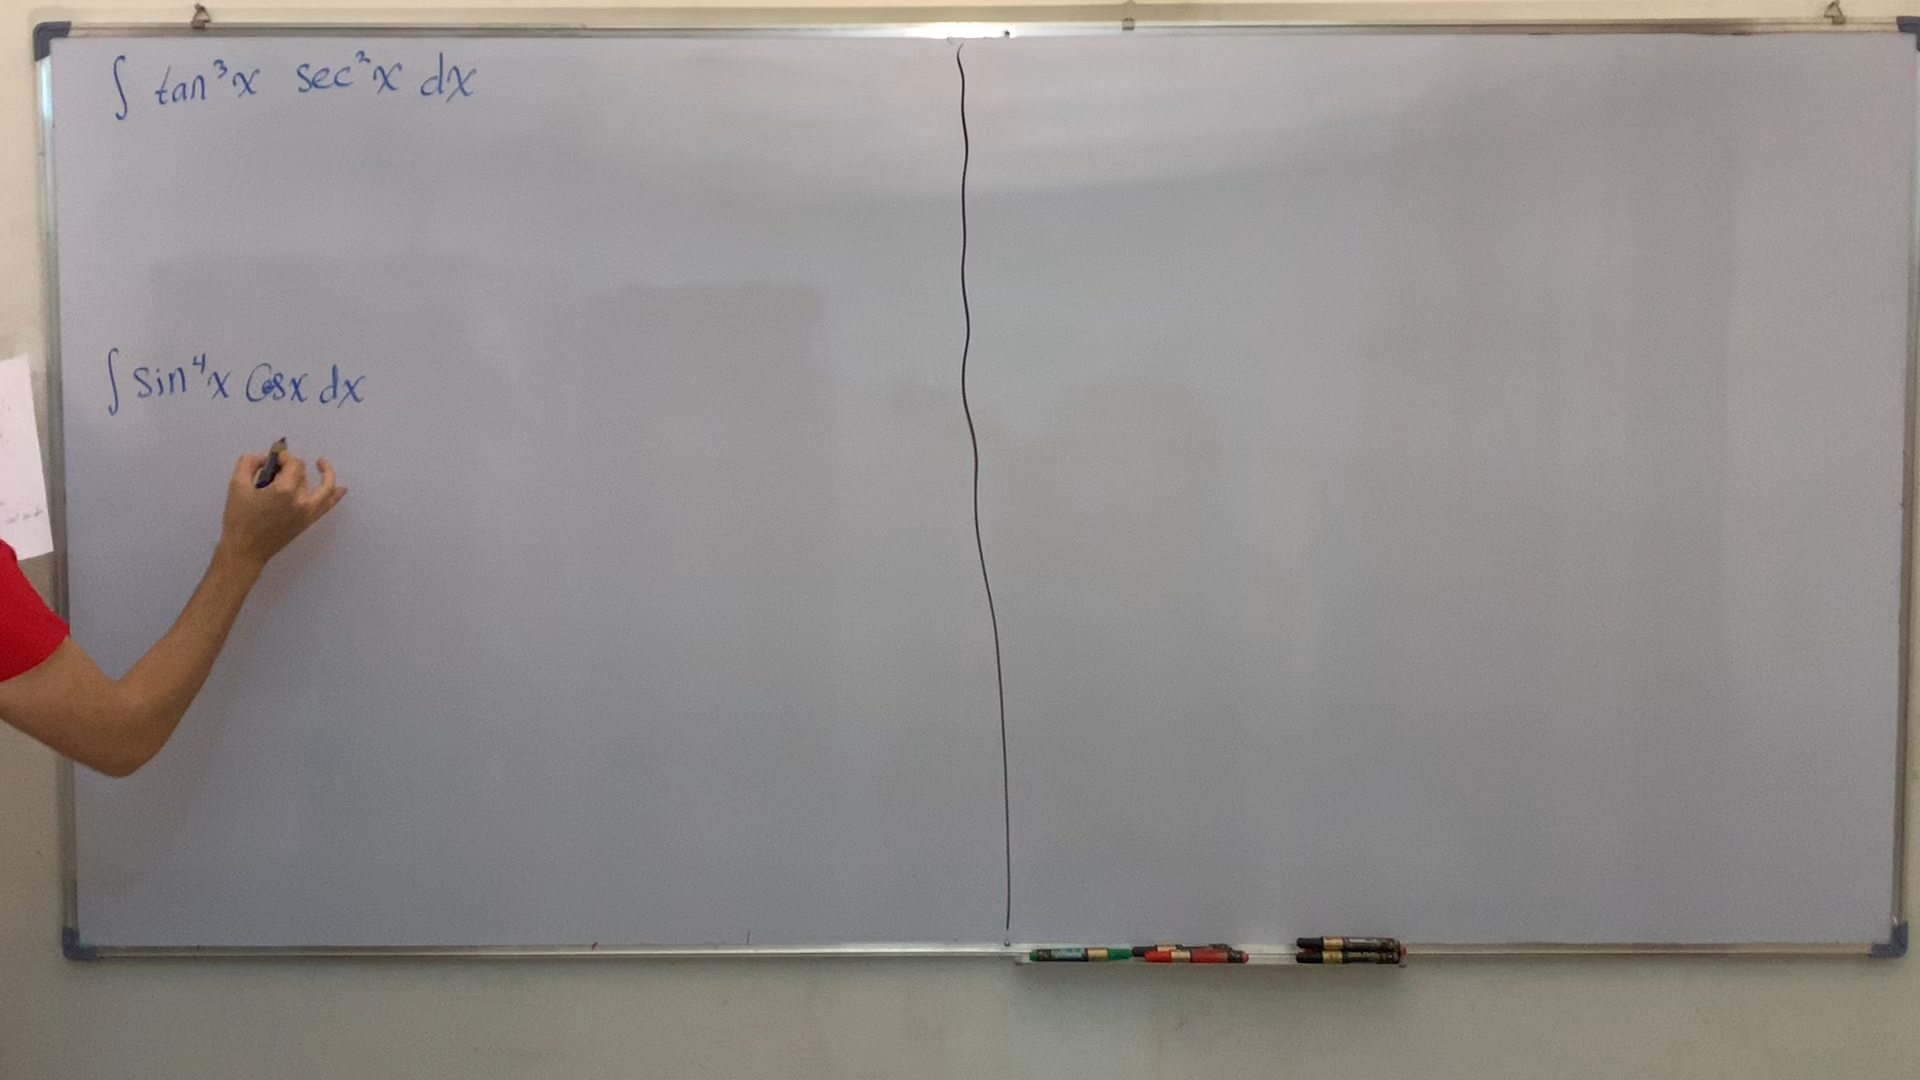 ∫ tan³x sec²x dx
∫ sin⁴x Cosx dx